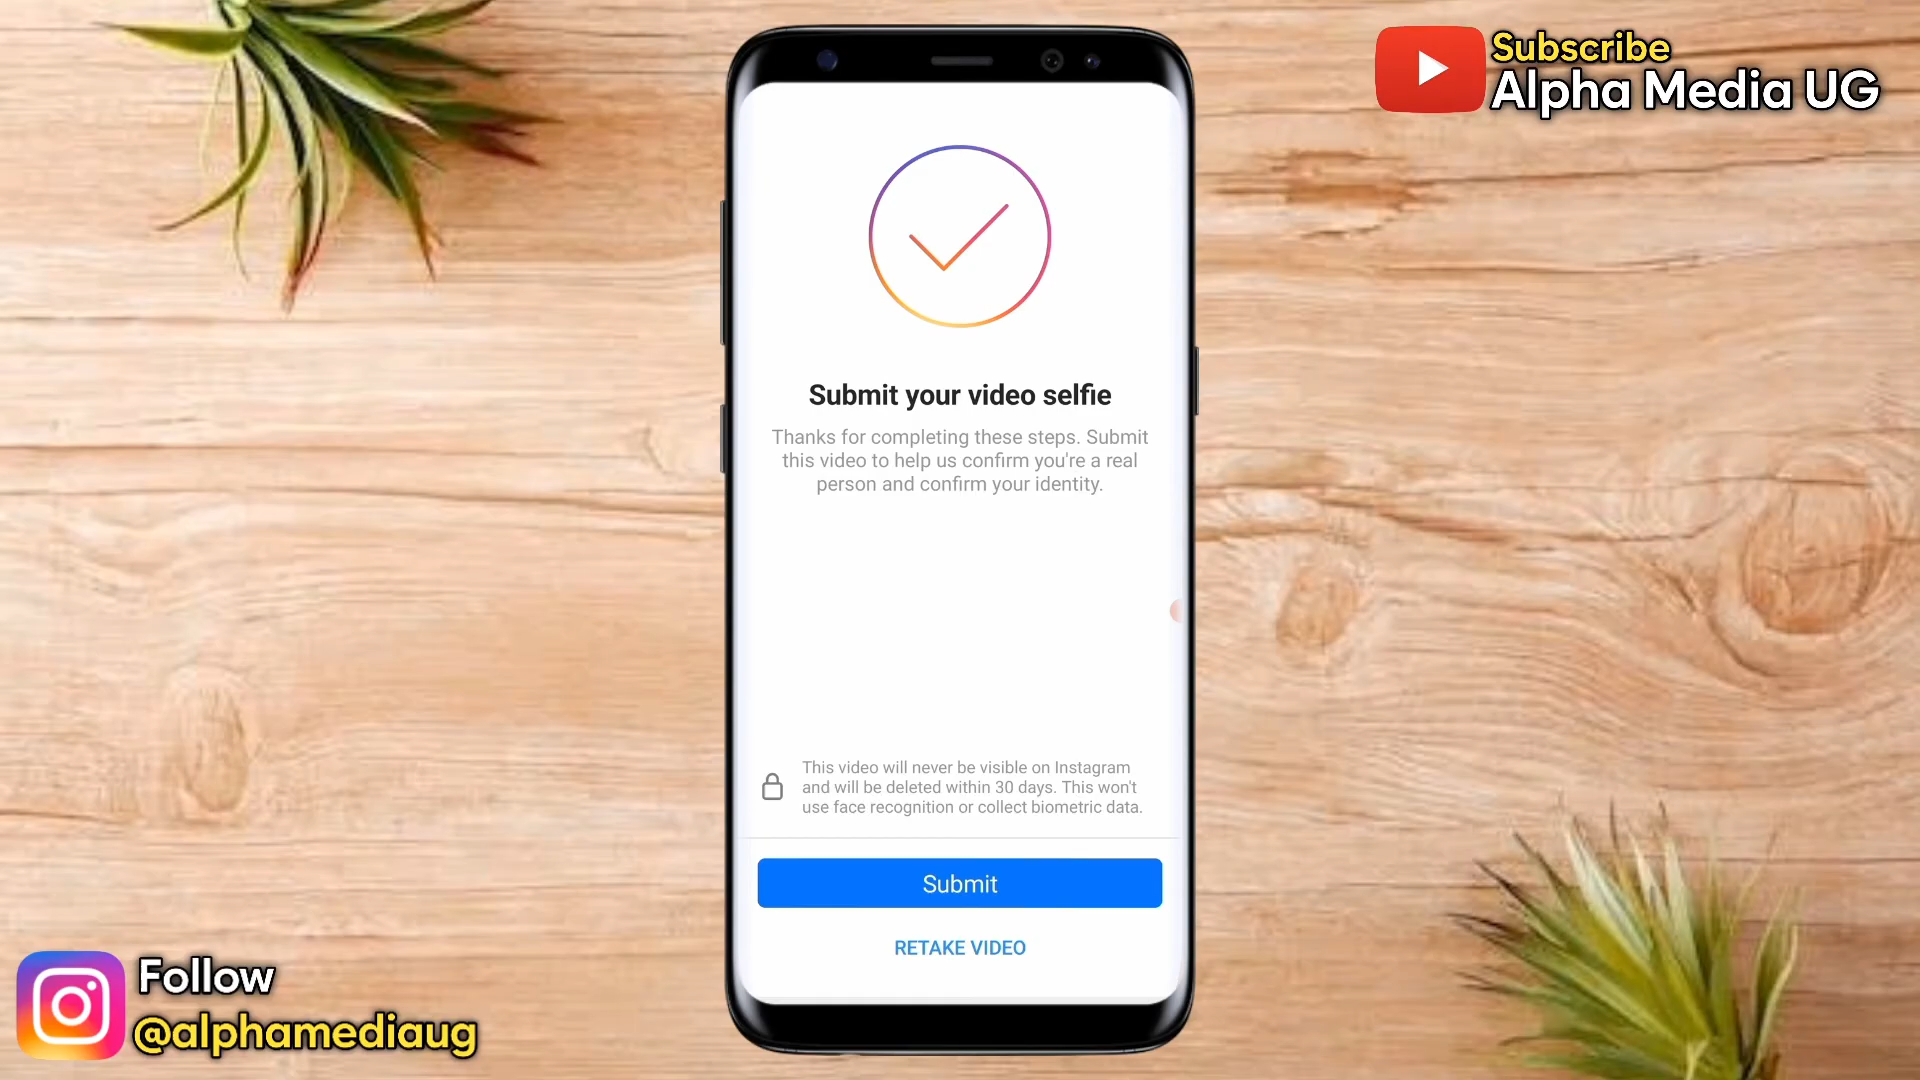 Subscribe
Alpha Media UG
Submit your video selfie
Thanks for completing these steps. Submit
this video to help us confirm you're a real
person and confirm your identity.
This video will never be visible on Instagram
and will be deleted within 30 days. This won't
use face recognition or collect biometric data.
Submit
RETAKE VIDEO
Follow
@alphamediaug